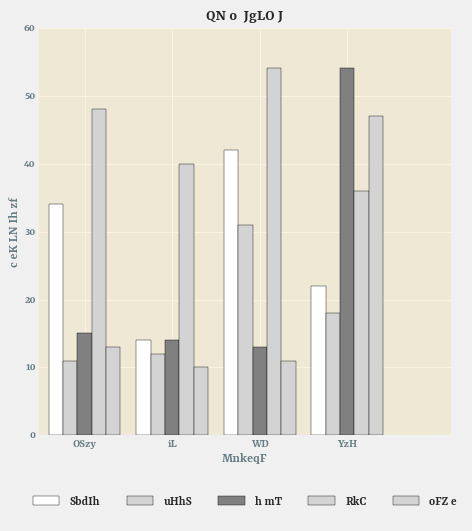 QN o  JgLO J
60
50
40
30
20
10
0
c eK LN Ih zf
OSzy iL WD YzH
MnkeqF
SbdIh uHhS h mT RkC oFZ e